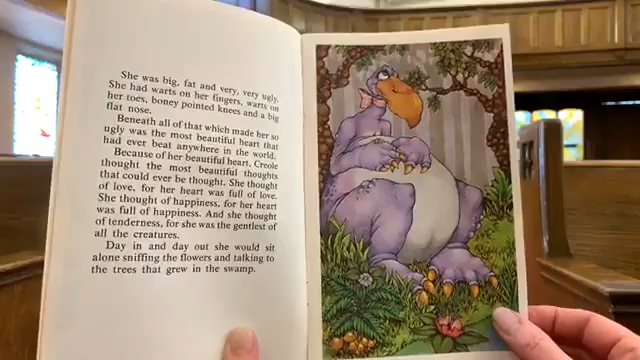 She was big, fat and very, very ugly.
She had warts on her fingers, warts on
her toes, boney pointed knees and a big
flat nose.
Beneath all of that which made her so
ugly was the most beautiful heart that
had ever beat anywhere in the world.
Because of her beautiful heart, Creole
thought the most beautiful thoughts
that could ever be thought. She thought
of love, for her heart was full of love.
She thought of happiness, for her heart
was full of happiness. And she thought
of tenderness, for she was the gentlest of
all the creatures.
Day in and day out she would sit
alone sniffing the flowers and talking to
the trees that grew in the swamp.